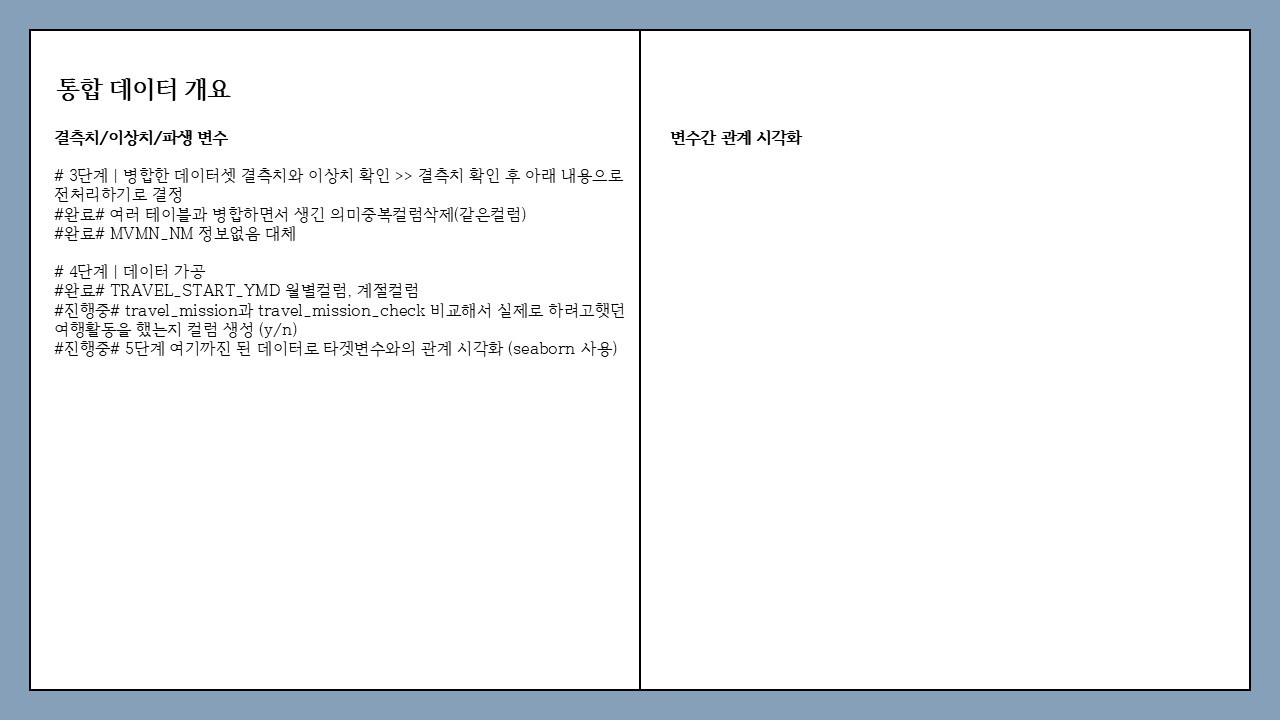 통합 데이터 개요
결측치/이상치/파생 변수
# 3단계 | 병합한 데이터셋 결측치와 이상치 확인 >> 결측치 확인 후 아래 내용으로
전처리하기로 결정
#완료# 여러 테이블과 병합하면서 생긴 의미중복컬럼삭제(같은컬럼)
#완료# MVMN_NM 정보없음 대체
# 4단계 | 데이터 가공
#완료# TRAVEL_START_YMD 월별컬럼, 계절컬럼
#진행중# travel_mission과 travel_mission_check 비교해서 실제로 하려고했던
여행활동을 했는지 컬럼 생성 (y/n)
#진행중# 5단계 여기까진 된 데이터로 타겟변수와의 관계 시각화 (seaborn 사용)
변수간 관계 시각화